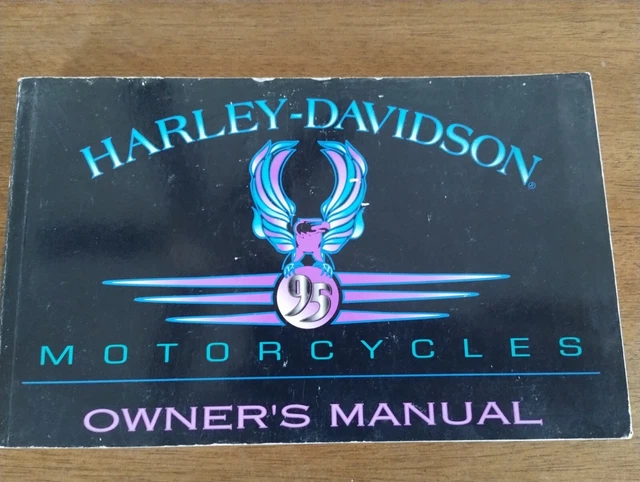 HARLEY-DAVIDSON®
95
MOTORCYCLES
OWNER'S MANUAL